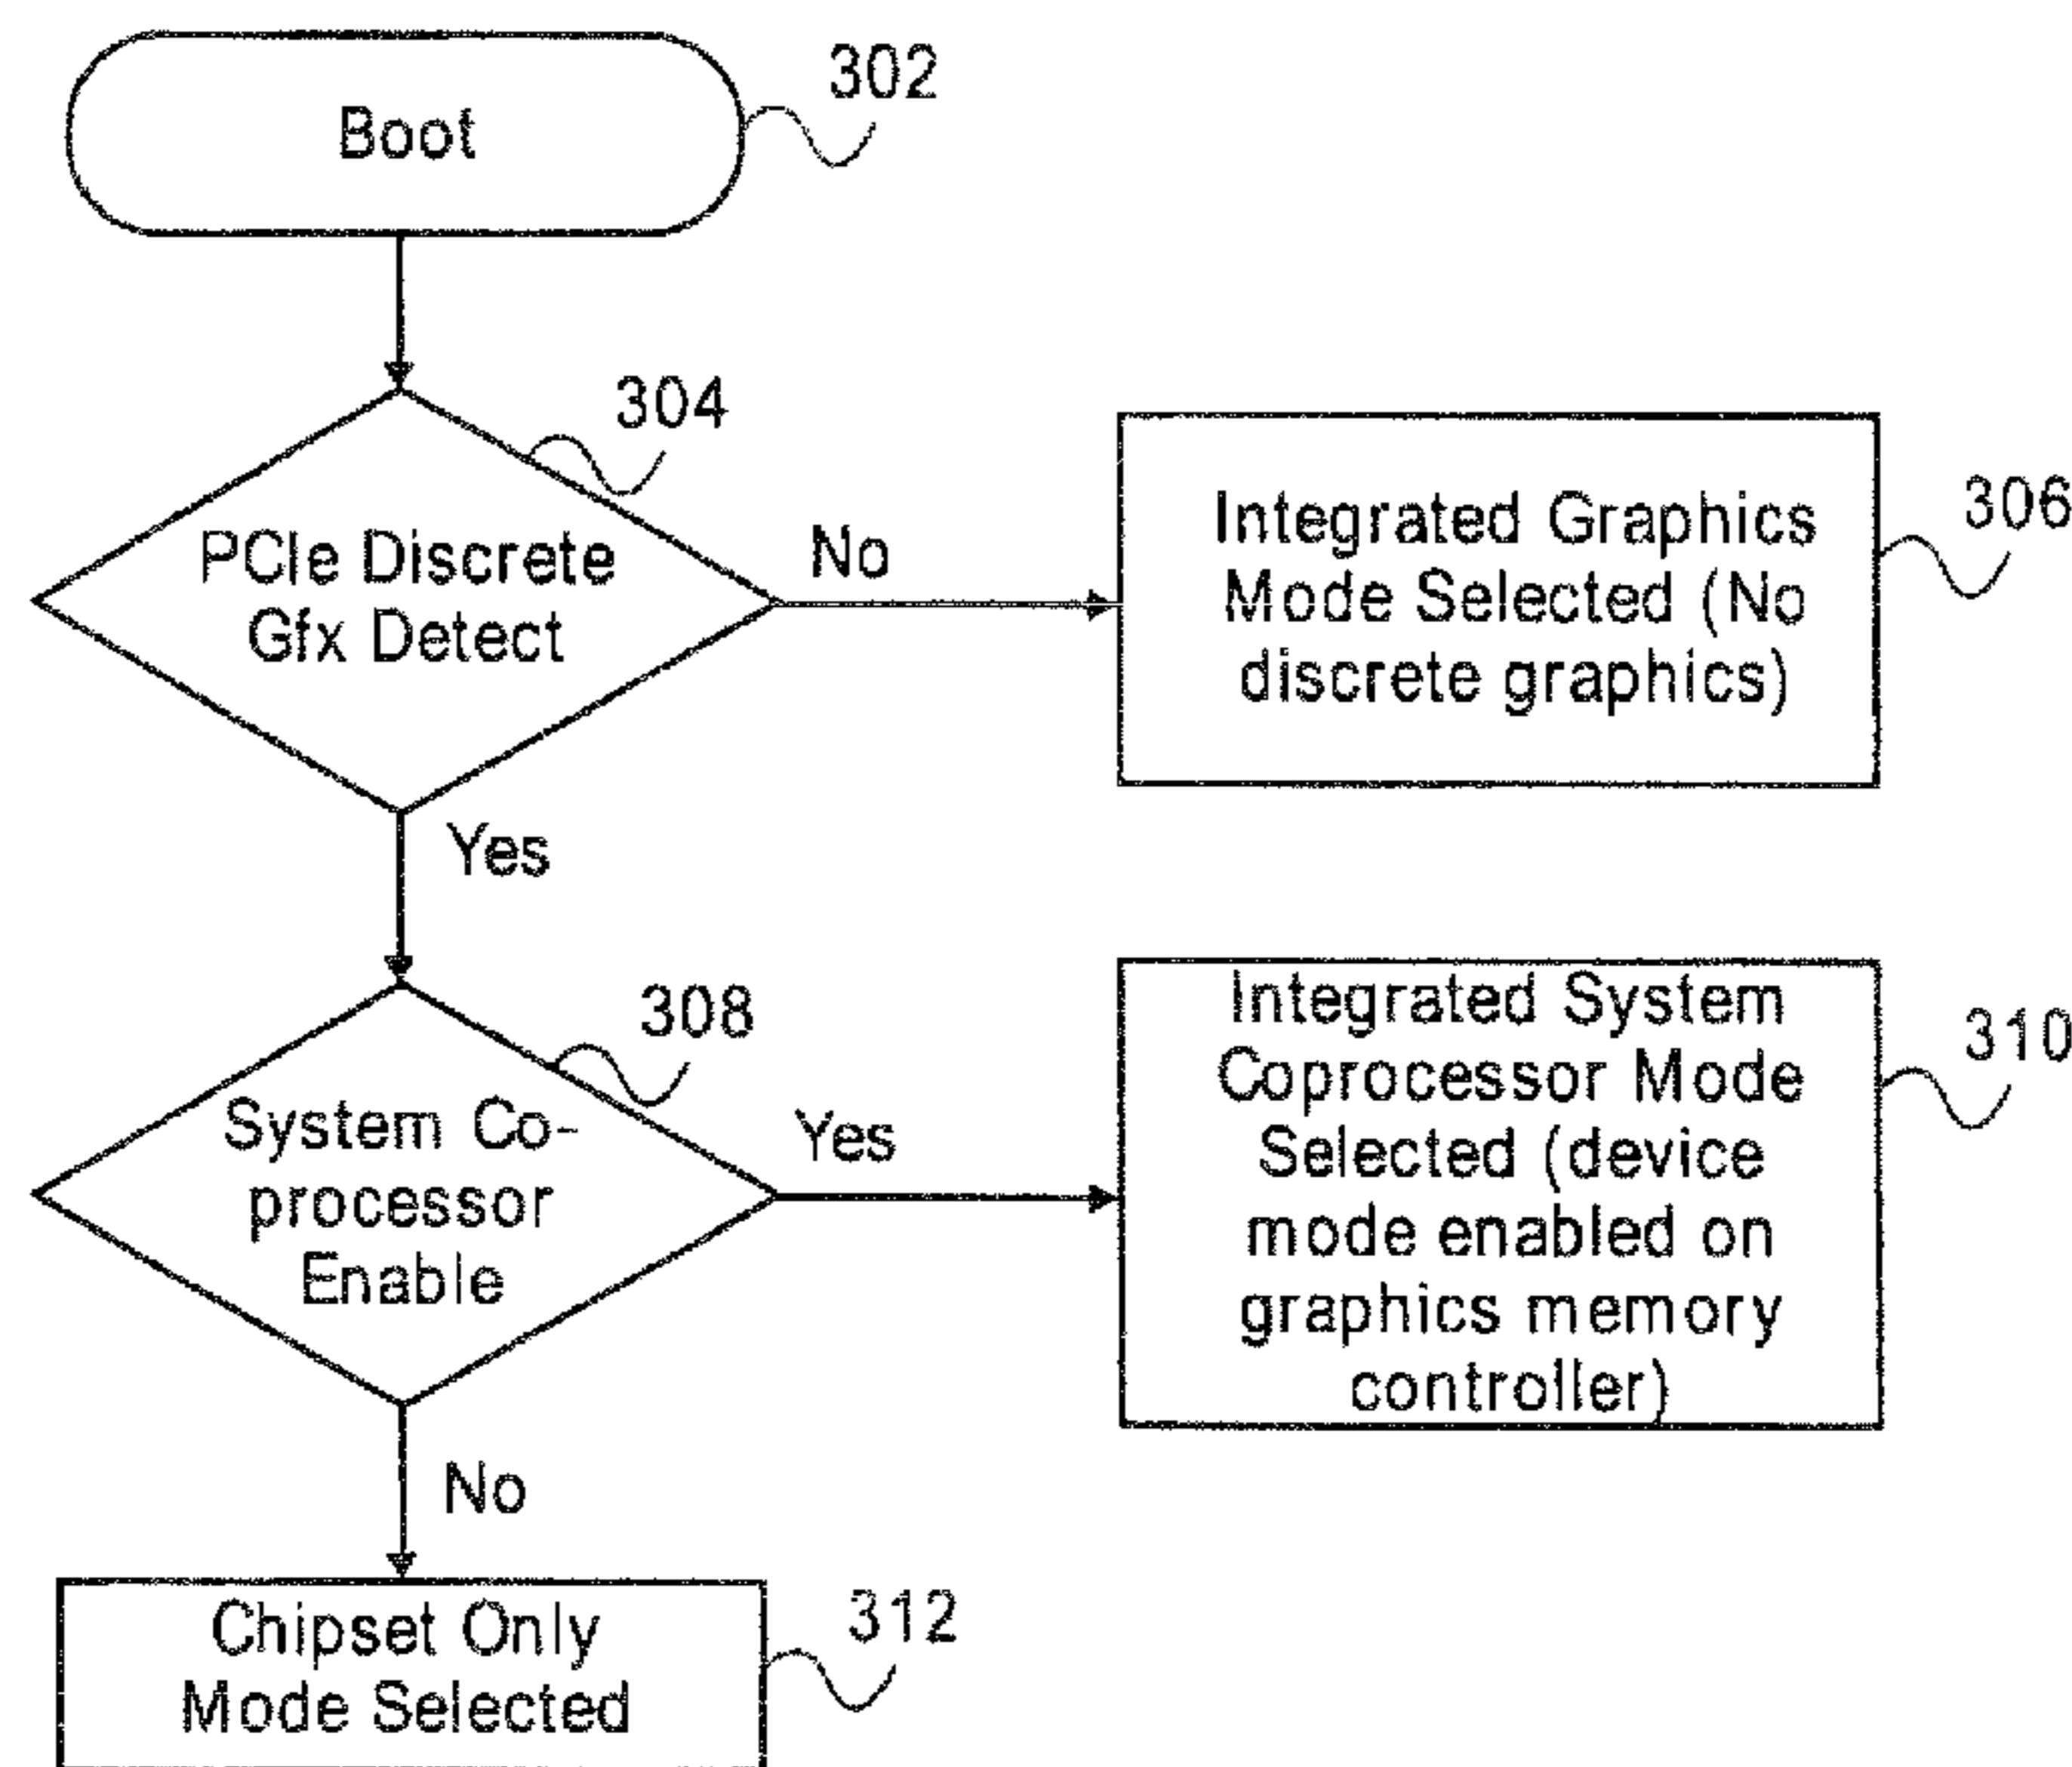 Boot
302
304
PCIe Discrete
Gfx Detect
No
Integrated Graphics
Mode Selected (No
discrete graphics)
306
Yes
308
System Co-
processor
Enable
Yes
Integrated System
Coprocessor Mode
Selected (device
mode enabled on
graphics memory
controller)
310
No
Chipset Only
Mode Selected
312